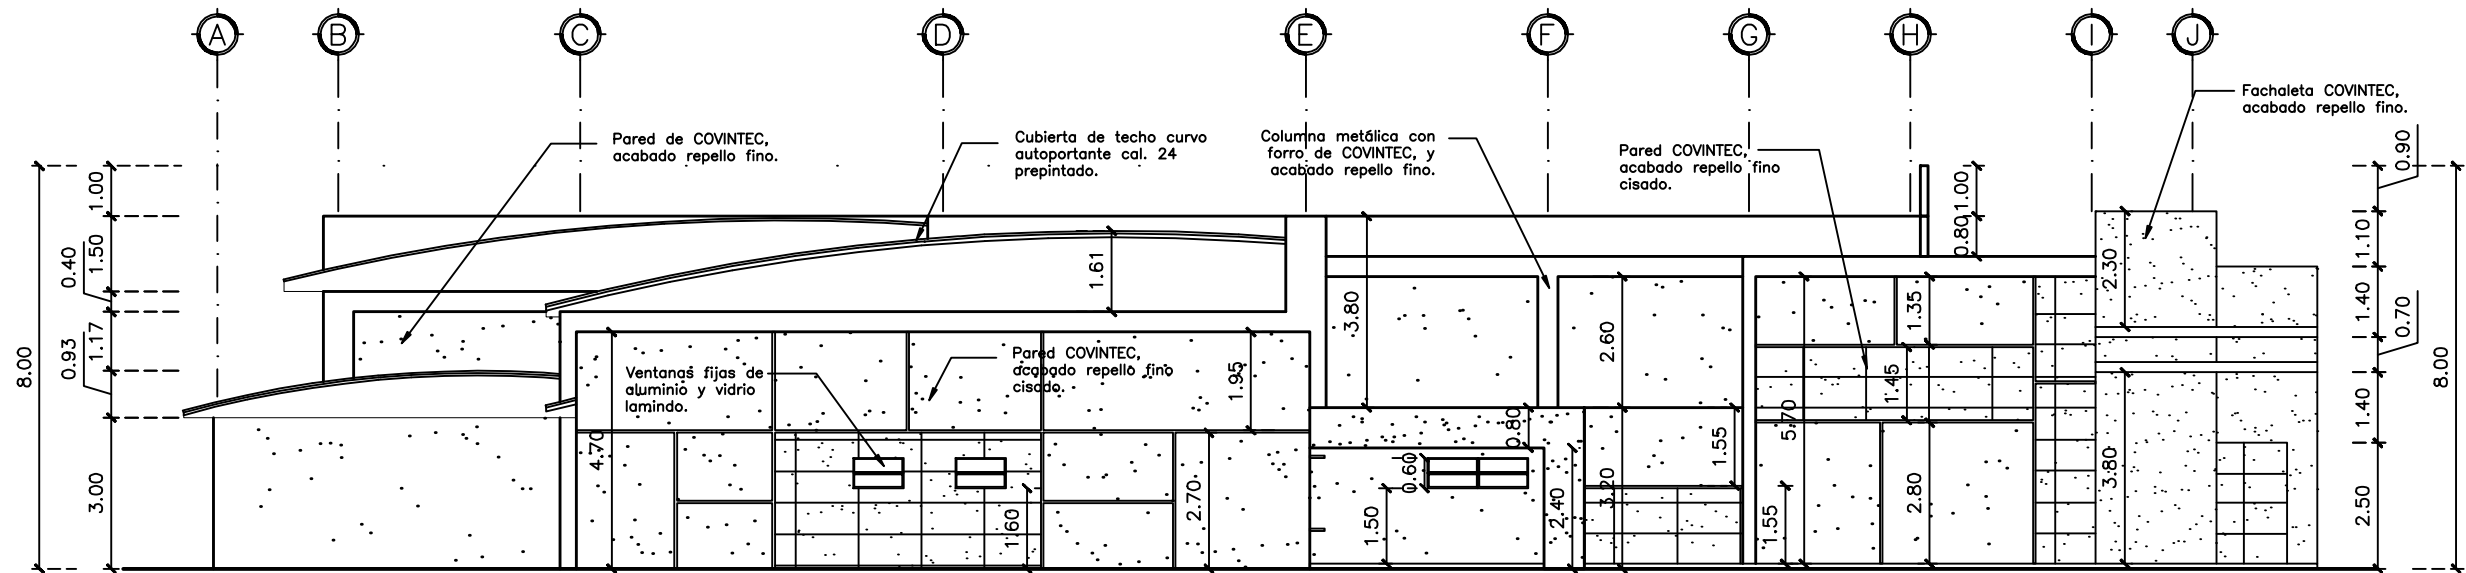 A B C D E F G H I J
Fachaleta COVINTEC,
acabado repello fino.
Pared de COVINTEC,
acabado repello fino.
Cubierta de techo curvo
autoportante cal. 24
prepintado.
Columna metálica con
forro de COVINTEC, y
acabado repello fino.
Pared COVINTEC,
acabado repello fino
cisado.
Ventanas fijas de
aluminio y vidrio
lamindo.
Pared COVINTEC,
acabado repello fino
cisado.
8.00
1.00
1.50
0.40
1.17
0.93
3.00
4.70
1.61
1.95
1.60
2.70
3.80
0.60
1.50
0.80
2.40
2.60
3.20
1.55
1.55
5.70
1.35
1.45
2.80
1.00
0.80
2.30
3.80
0.90
1.10
1.40
0.70
1.40
2.50
8.00